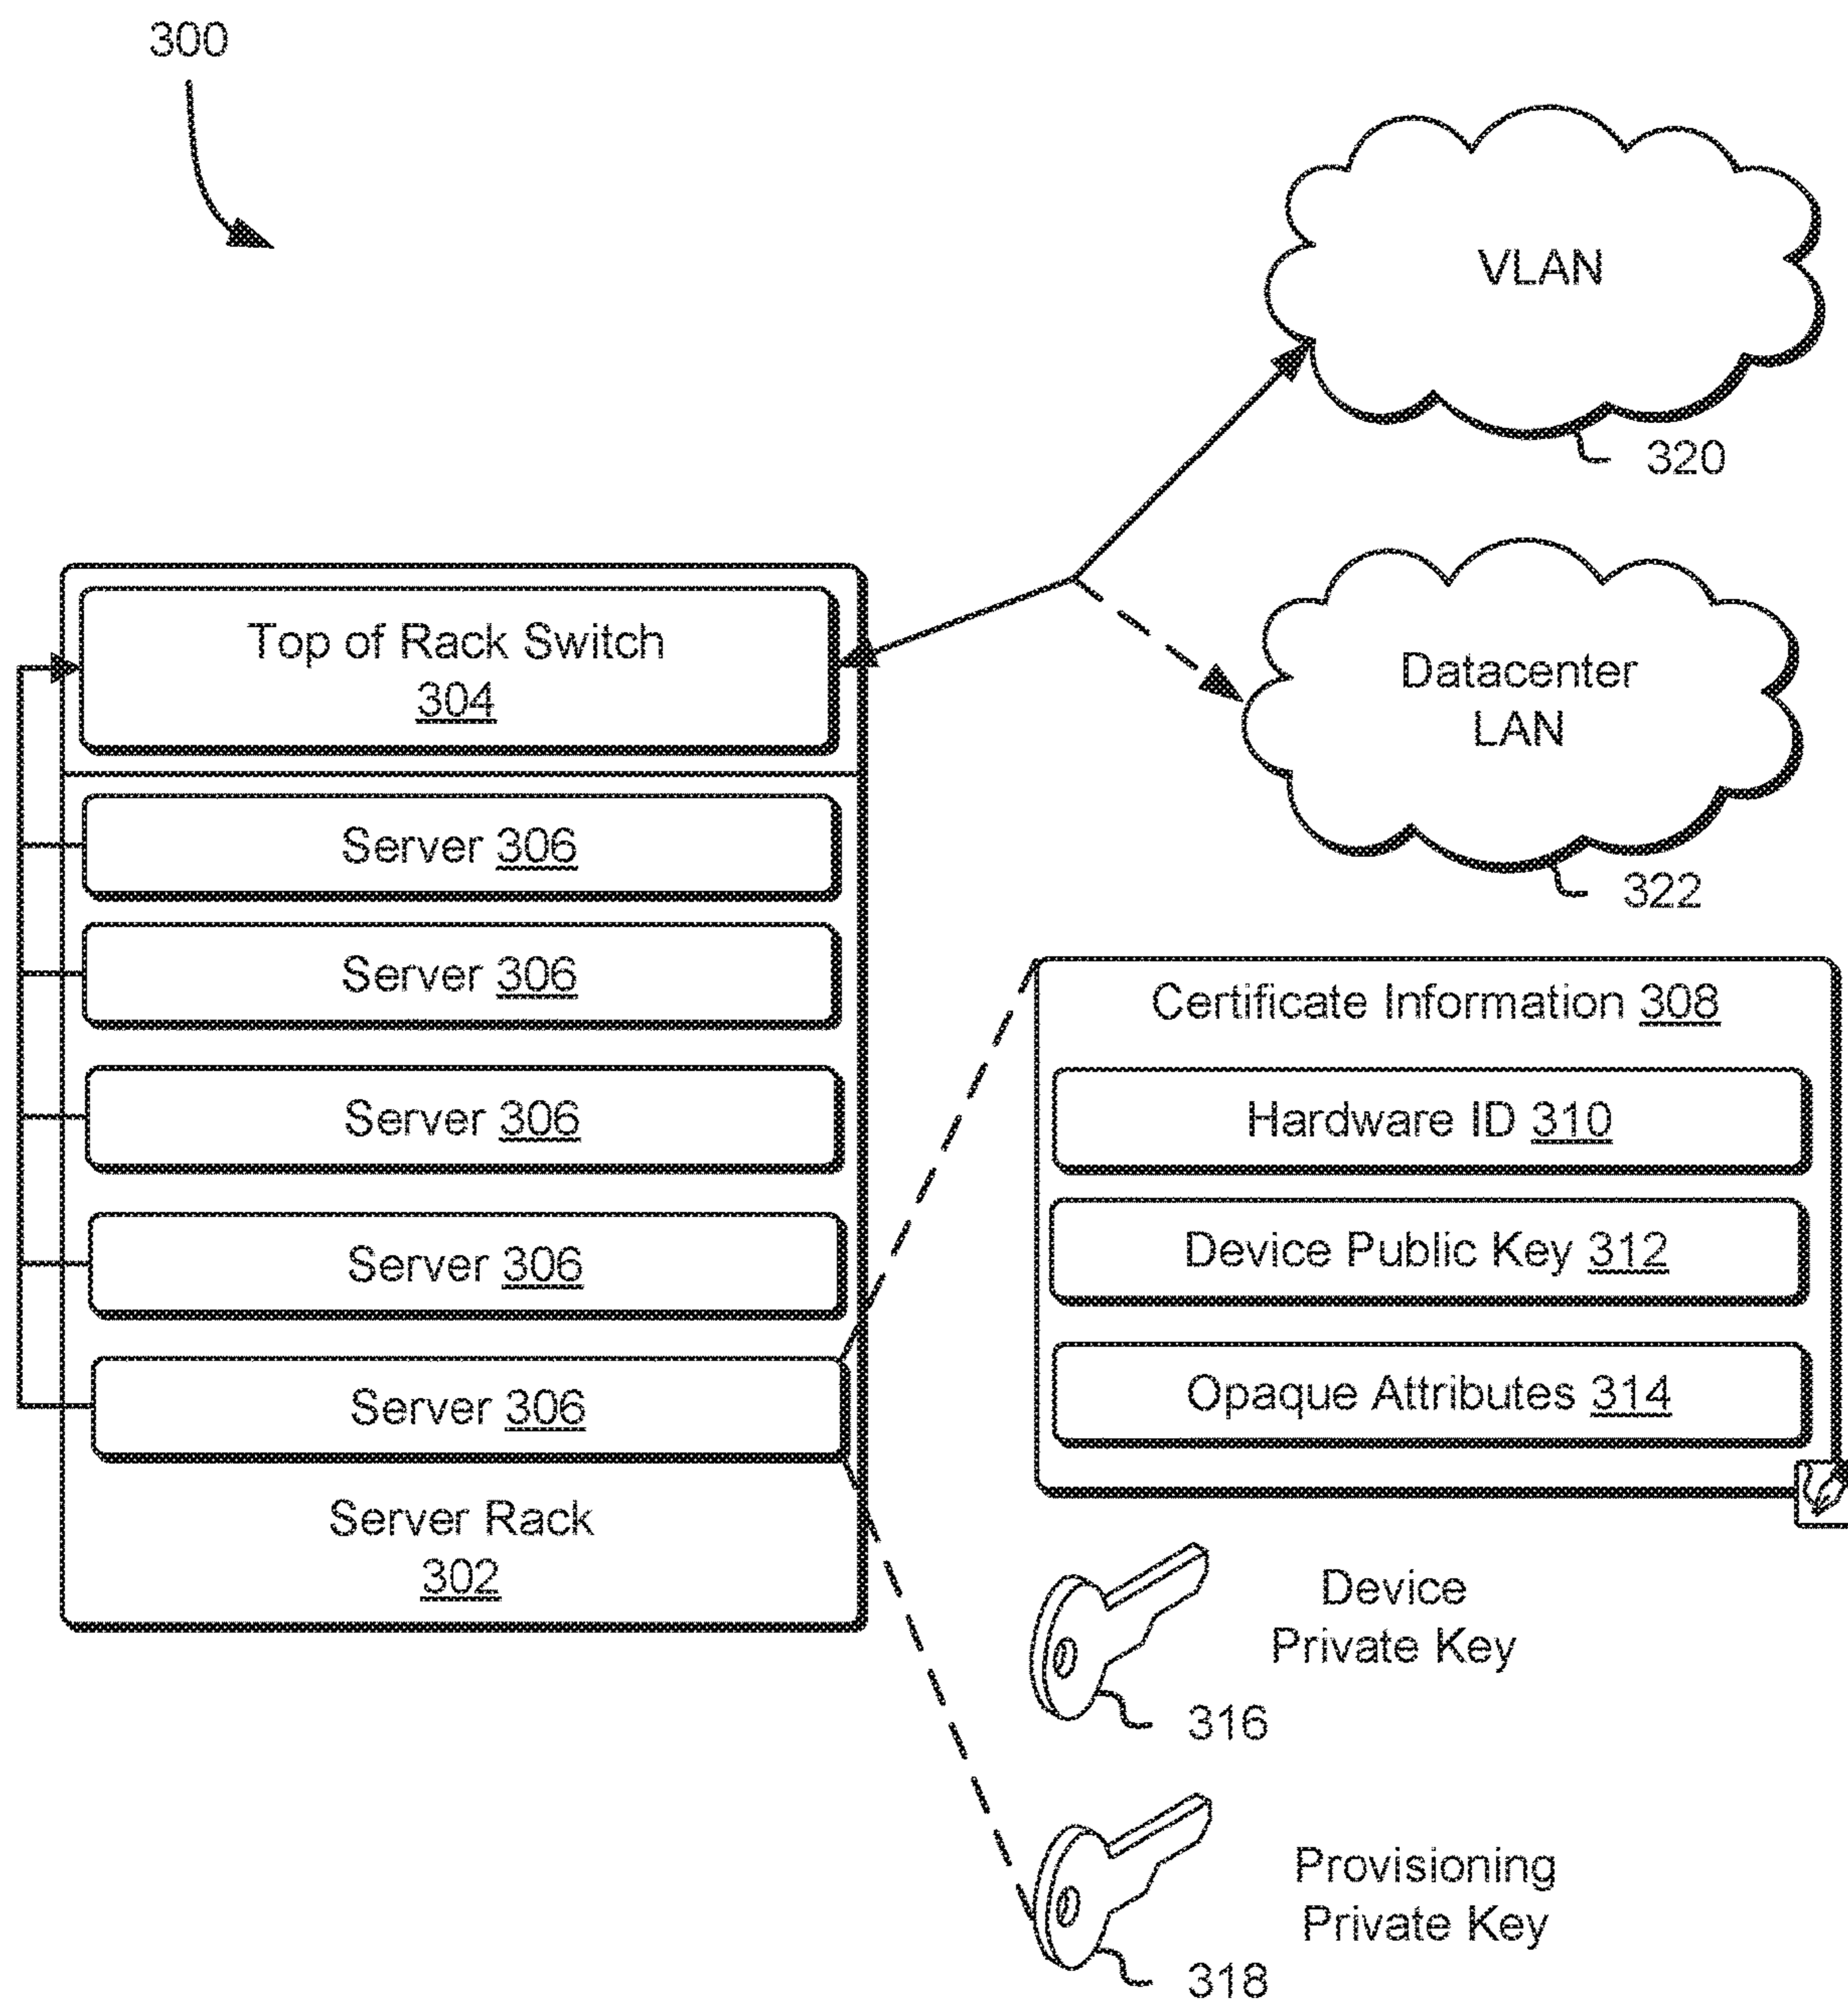 300
VLAN
320
Top of Rack Switch
304
Datacenter
LAN
322
Server 306
Server 306
Server 306
Server 306
Server 306
Server Rack
302
Certificate Information 308
Hardware ID 310
Device Public Key 312
Opaque Attributes 314
Device
Private Key
316
Provisioning
Private Key
318